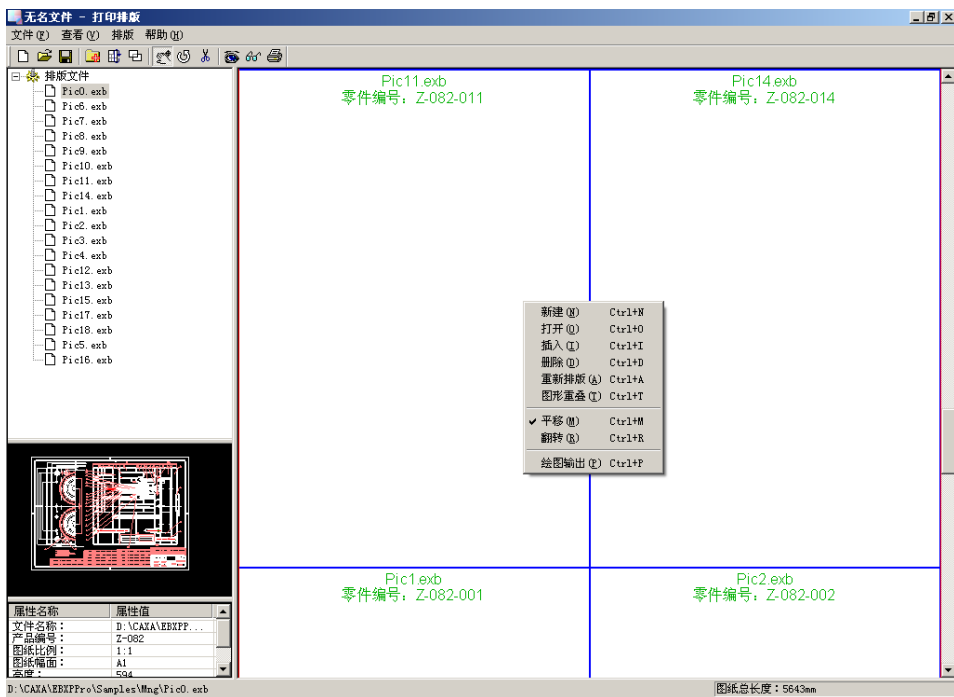 无名文件 - 打印排版
文件(F) 查看(V) 排版 帮助(H)
排版文件
Pic0.exb
Pic6.exb
Pic7.exb
Pic8.exb
Pic9.exb
Pic10.exb
Pic11.exb
Pic14.exb
Pic1.exb
Pic2.exb
Pic3.exb
Pic4.exb
Pic12.exb
Pic13.exb
Pic15.exb
Pic17.exb
Pic18.exb
Pic5.exb
Pic16.exb
属性名称 属性值
文件名称： D:\CAXA\EBXPP...
产品编号： Z-082
图纸比例： 1:1
图纸幅面： A1
高度： 594
Pic11.exb
零件编号：Z-082-011
Pic14.exb
零件编号：Z-082-014
新建(N) Ctrl+N
打开(O) Ctrl+O
插入(I) Ctrl+I
删除(D) Ctrl+D
重新排版(A) Ctrl+A
图形重叠(T) Ctrl+T
平移(M) Ctrl+M
翻转(R) Ctrl+R
绘图输出(P) Ctrl+P
Pic1.exb
零件编号：Z-082-001
Pic2.exb
零件编号：Z-082-002
D:\CAXA\EBXPPro\Samples\Mng\Pic0.exb
图纸总长度：5643mm